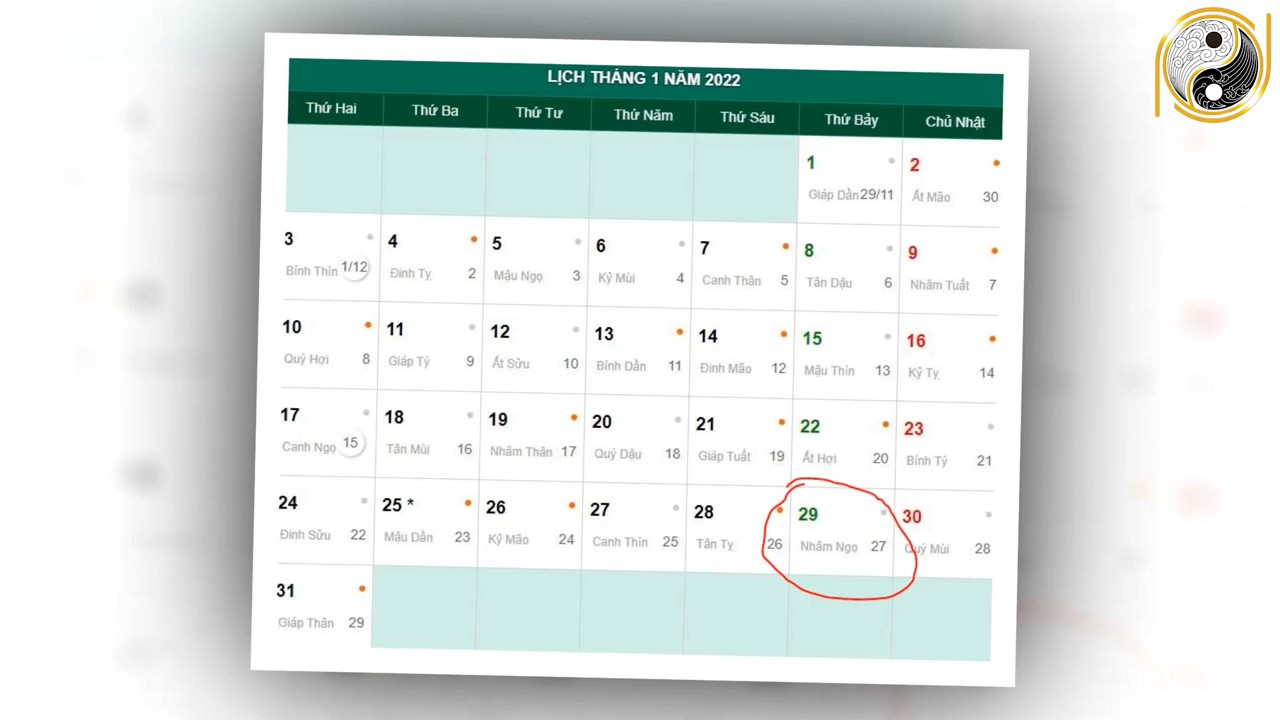 LỊCH THÁNG 1 NĂM 2022
Thứ Hai Thứ Ba Thứ Tư Thứ Năm Thứ Sáu Thứ Bảy Chủ Nhật
1 2
Giáp Dần 29/11 Ất Mão 30
3 4 5 6 7 8 9
Bính Thìn 1/12 Đinh Tỵ 2 Mậu Ngọ 3 Kỷ Mùi 4 Canh Thân 5 Tân Dậu 6 Nhâm Tuất 7
10 11 12 13 14 15 16
Quý Hợi 8 Giáp Tý 9 Ất Sửu 10 Bính Dần 11 Đinh Mão 12 Mậu Thìn 13 Kỷ Tỵ 14
17 18 19 20 21 22 23
Canh Ngọ 15 Tân Mùi 16 Nhâm Thân 17 Quý Dậu 18 Giáp Tuất 19 Ất Hợi 20 Bính Tý 21
24 25 * 26 27 28 29 30
Đinh Sửu 22 Mậu Dần 23 Kỷ Mão 24 Canh Thìn 25 Tân Tỵ 26 Nhâm Ngọ 27 Quý Mùi 28
31
Giáp Thân 29